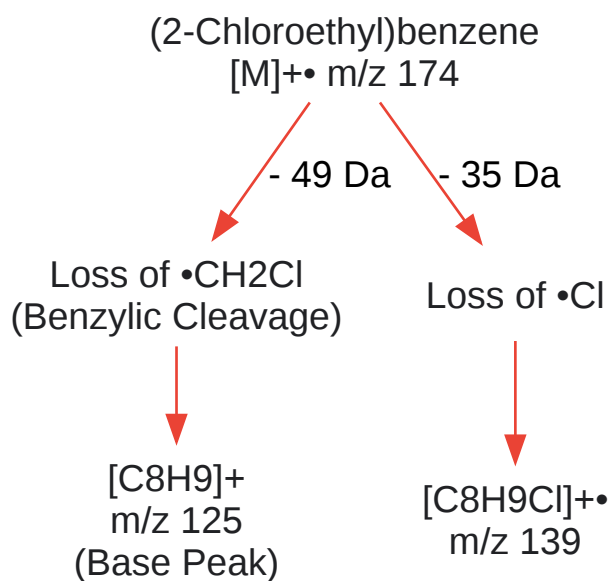 (2-Chloroethyl)benzene
[M]+• m/z 174
- 49 Da
- 35 Da
Loss of •CH2Cl
(Benzylic Cleavage)
Loss of •Cl
[C8H9]+
m/z 125
(Base Peak)
[C8H9Cl]+•
m/z 139